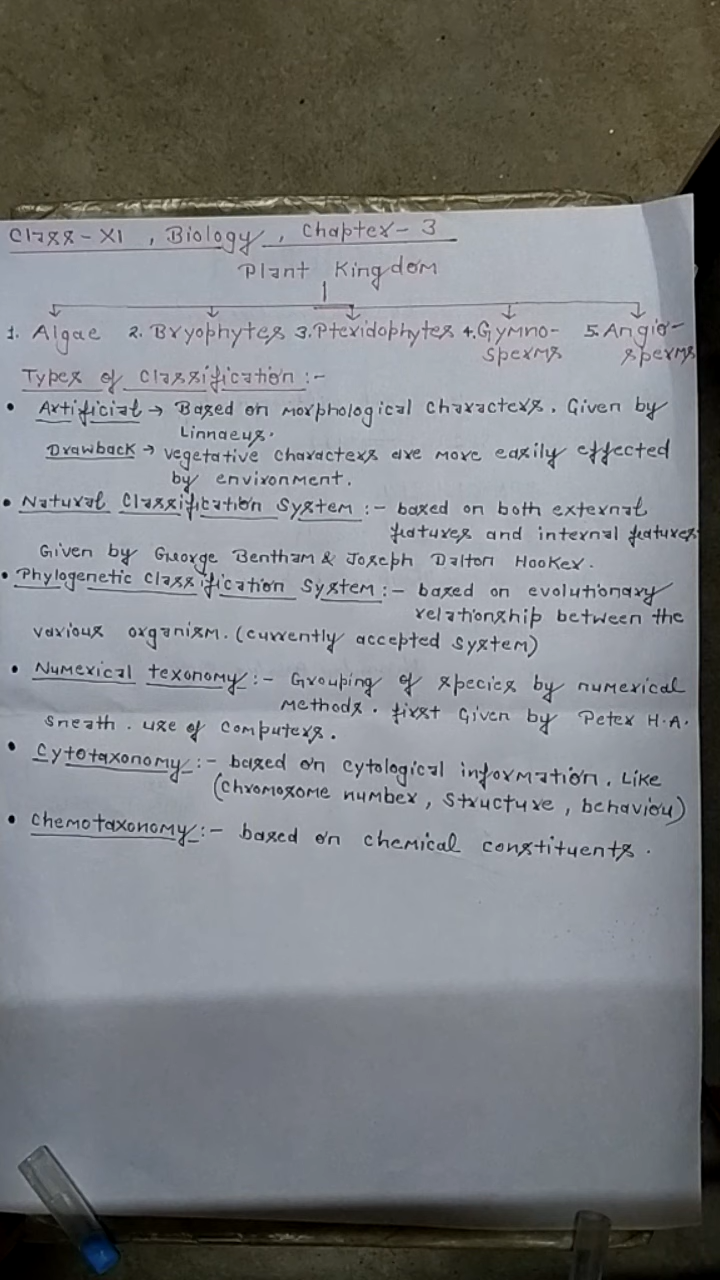 Class-XI, Biology, Chapter-3
Plant Kingdom
1. Algae 2. Bryophytes 3. Pteridophytes 4. Gymno- 5. Angio-
sperms sperms
Types of Classification :-
• Artificial → Based on morphological characters. Given by
Linnaeus.
Drawback → vegetative characters are more easily effected
by environment.
• Natural Classification System :- based on both external
features and internal features
Given by George Bentham & Joseph Dalton Hooker.
• Phylogenetic classification System :- based on evolutionary
relationship between the
various organism. (currently accepted system)
• Numerical texonomy :- Grouping of species by numerical
methods. first Given by Peter H.A.
Sneath. use of computers.
• Cytotaxonomy :- based on cytological information. Like
(chromosome number, structure, behaviou)
• Chemotaxonomy :- based on chemical constituents.